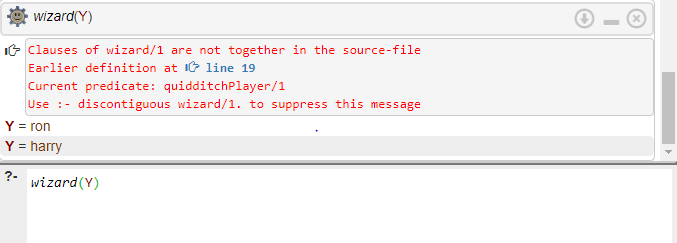 wizard(Y)
Clauses of wizard/1 are not together in the source-file
Earlier definition at line 19
Current predicate: quidditchPlayer/1
Use :- discontiguous wizard/1. to suppress this message
Y = ron
Y = harry
?- wizard(Y)